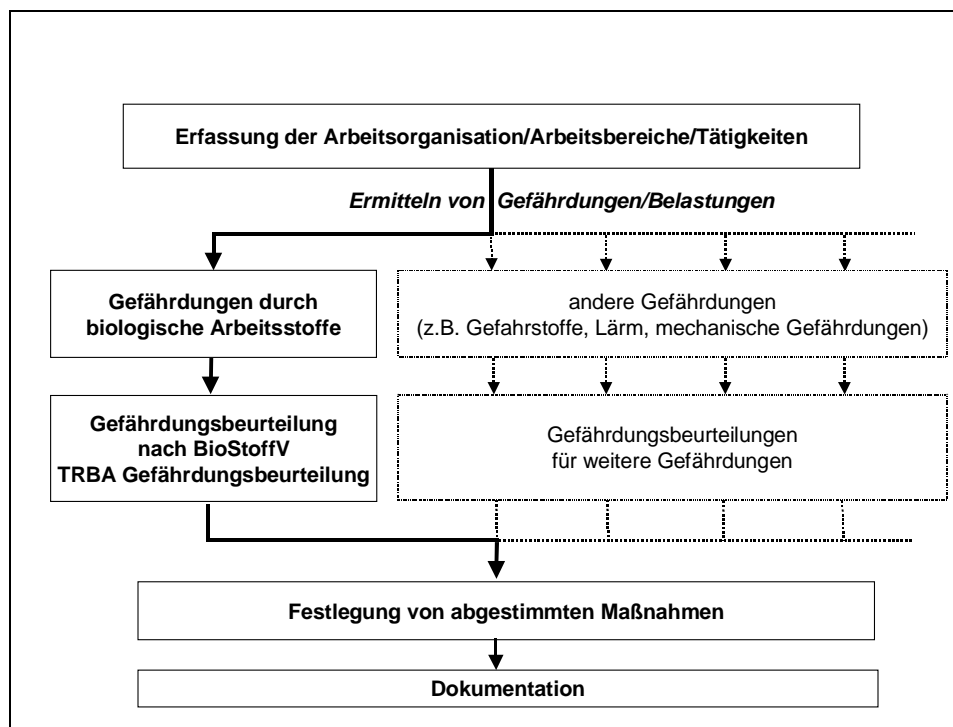 Erfassung der Arbeitsorganisation/Arbeitsbereiche/Tätigkeiten
Ermitteln von Gefährdungen/Belastungen
Gefährdungen durch
biologische Arbeitsstoffe
andere Gefährdungen
(z.B. Gefahrstoffe, Lärm, mechanische Gefährdungen)
Gefährdungsbeurteilung
nach BioStoffV
TRBA Gefährdungsbeurteilung
Gefährdungsbeurteilungen
für weitere Gefährdungen
Festlegung von abgestimmten Maßnahmen
Dokumentation